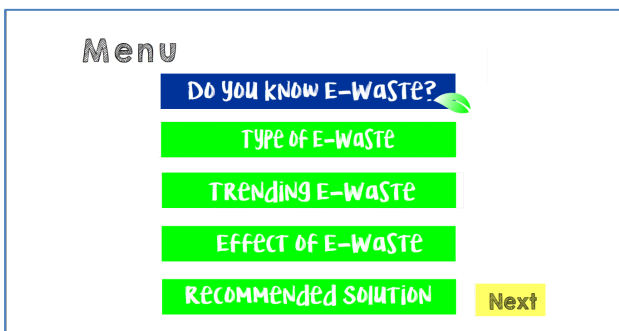 Menu
Do you know E-Waste?
Type of E-Waste
Trending E-Waste
Effect of E-Waste
Recommended Solution
Next